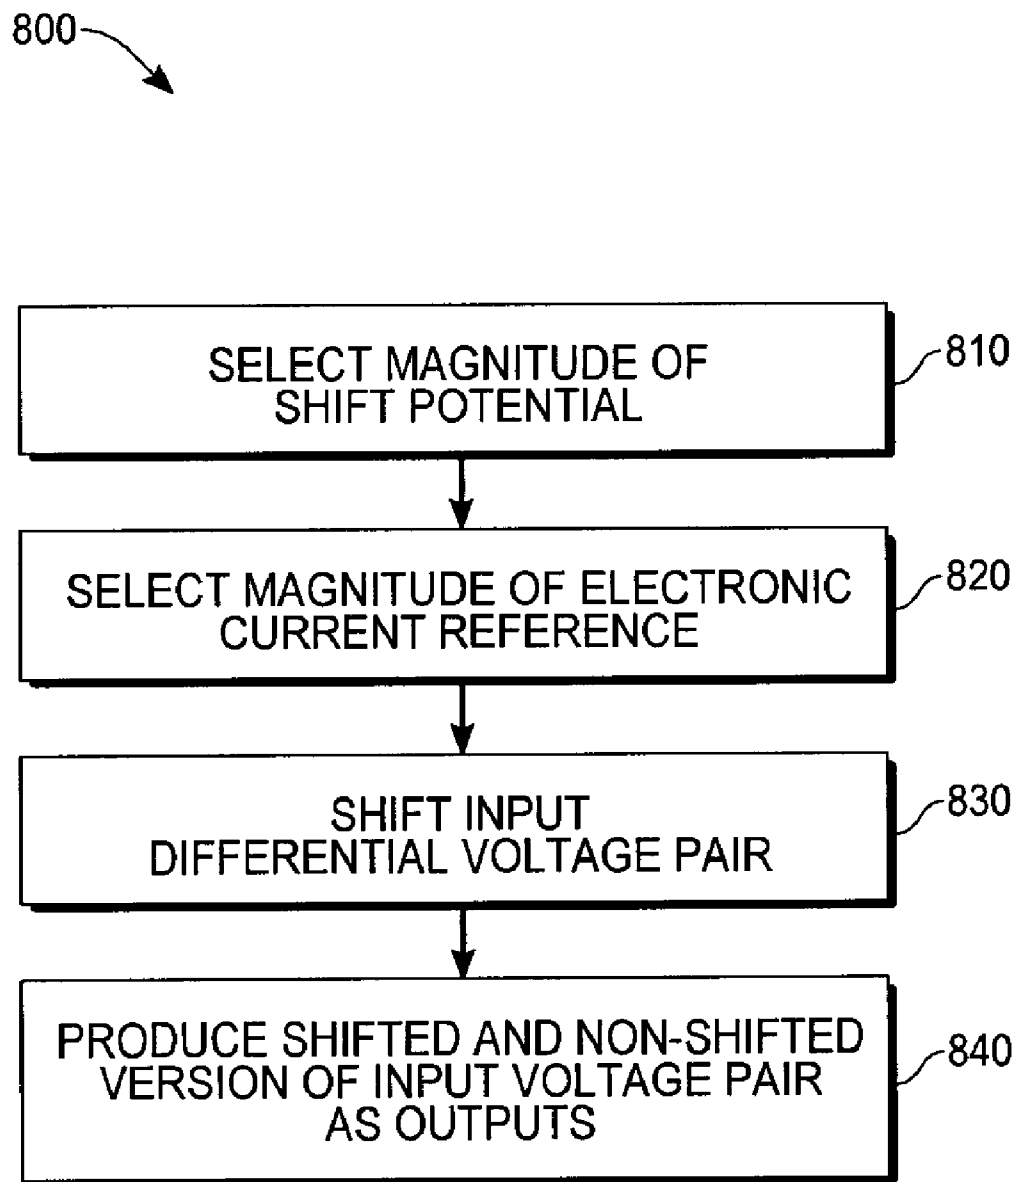 800
SELECT MAGNITUDE OF
SHIFT POTENTIAL
810
SELECT MAGNITUDE OF ELECTRONIC
CURRENT REFERENCE
820
SHIFT INPUT
DIFFERENTIAL VOLTAGE PAIR
830
PRODUCE SHIFTED AND NON-SHIFTED
VERSION OF INPUT VOLTAGE PAIR
AS OUTPUTS
840